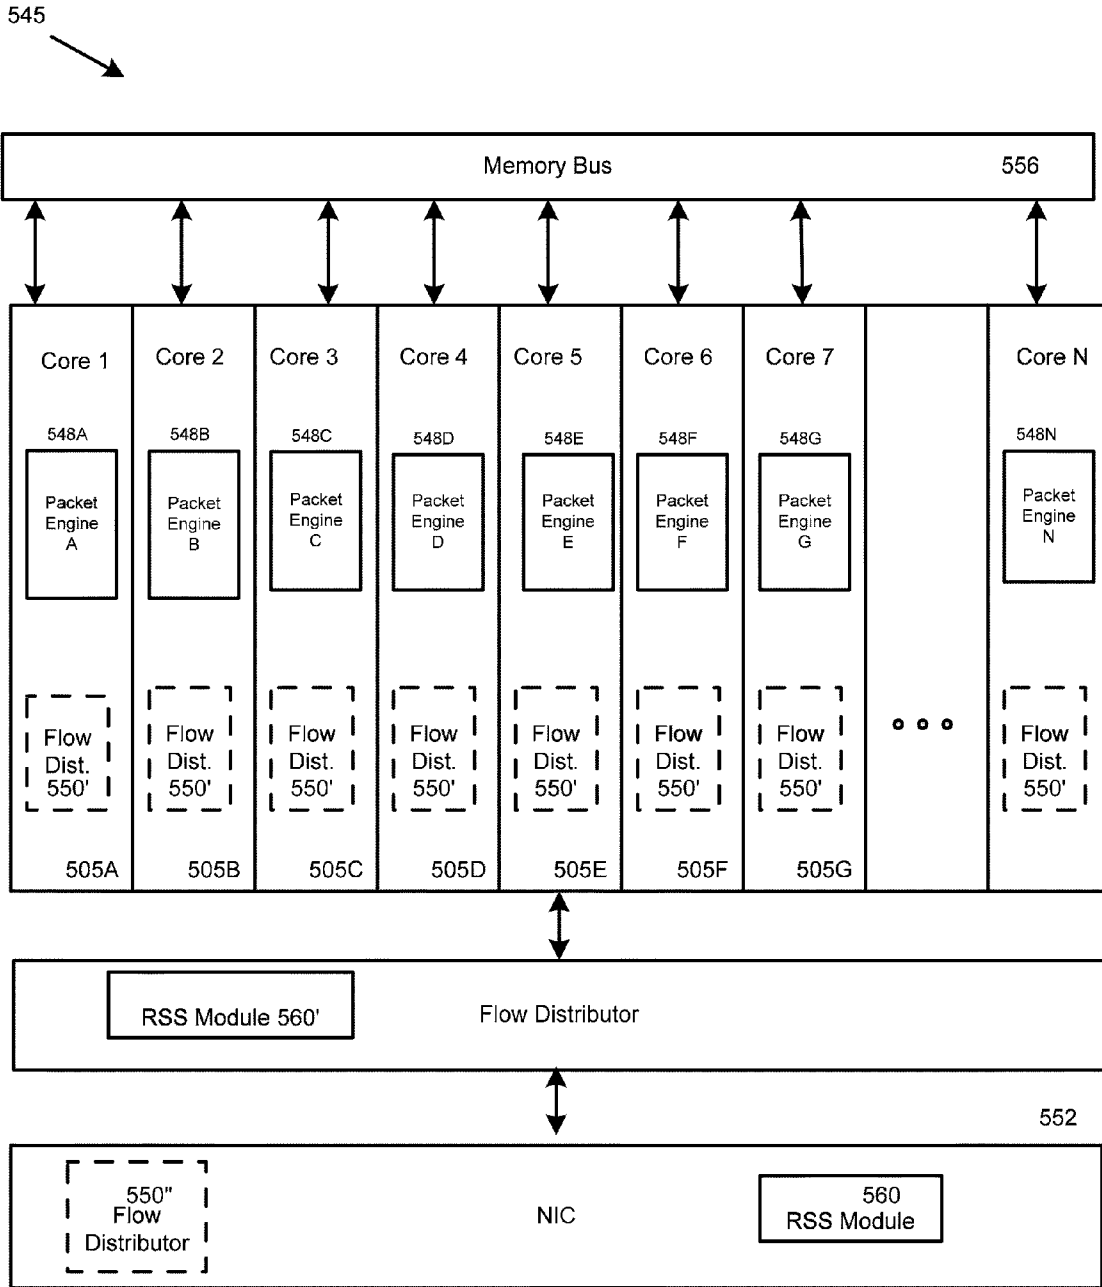 545
Memory Bus 556
Core 1 Core 2 Core 3 Core 4 Core 5 Core 6 Core 7 Core N
548A 548B 548C 548D 548E 548F 548G 548N
Packet Engine A
Packet Engine B
Packet Engine C
Packet Engine D
Packet Engine E
Packet Engine F
Packet Engine G
Packet Engine N
Flow Dist. 550'
Flow Dist. 550'
Flow Dist. 550'
Flow Dist. 550'
Flow Dist. 550'
Flow Dist. 550'
Flow Dist. 550'
Flow Dist. 550'
505A 505B 505C 505D 505E 505F 505G
RSS Module 560' Flow Distributor
552
550"
Flow
Distributor
NIC
560
RSS Module